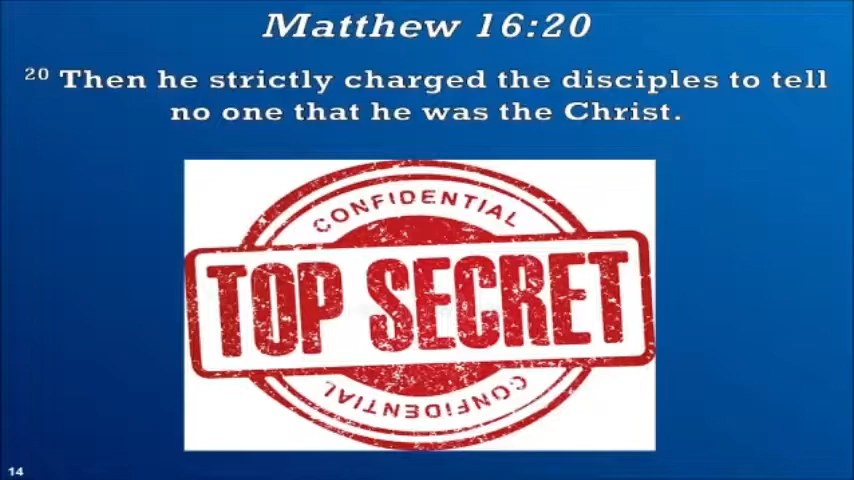 Matthew 16:20
20 Then he strictly charged the disciples to tell
no one that he was the Christ.
CONFIDENTIAL
TOP SECRET
CONFIDENTIAL
14